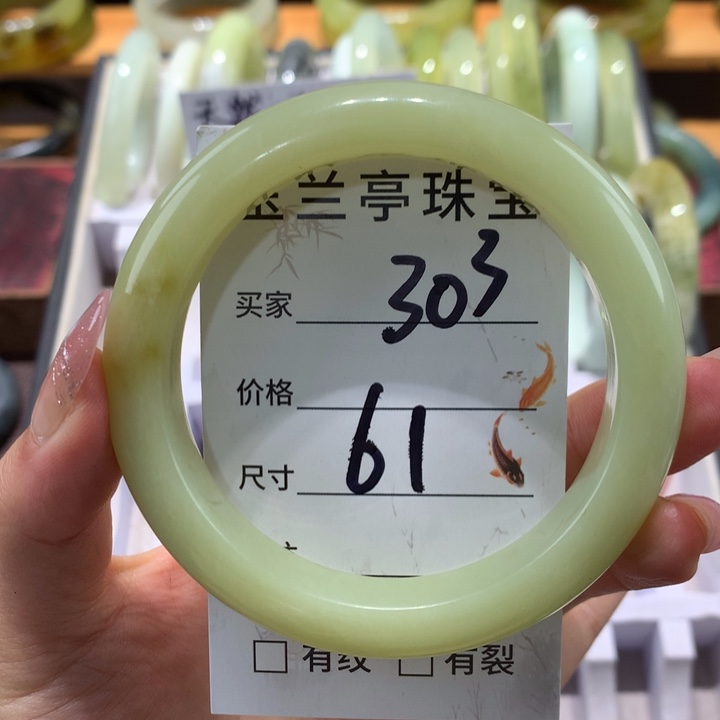 兰亭珠宝
买家 303
价格
尺寸 61
□ 有纹 □ 有裂